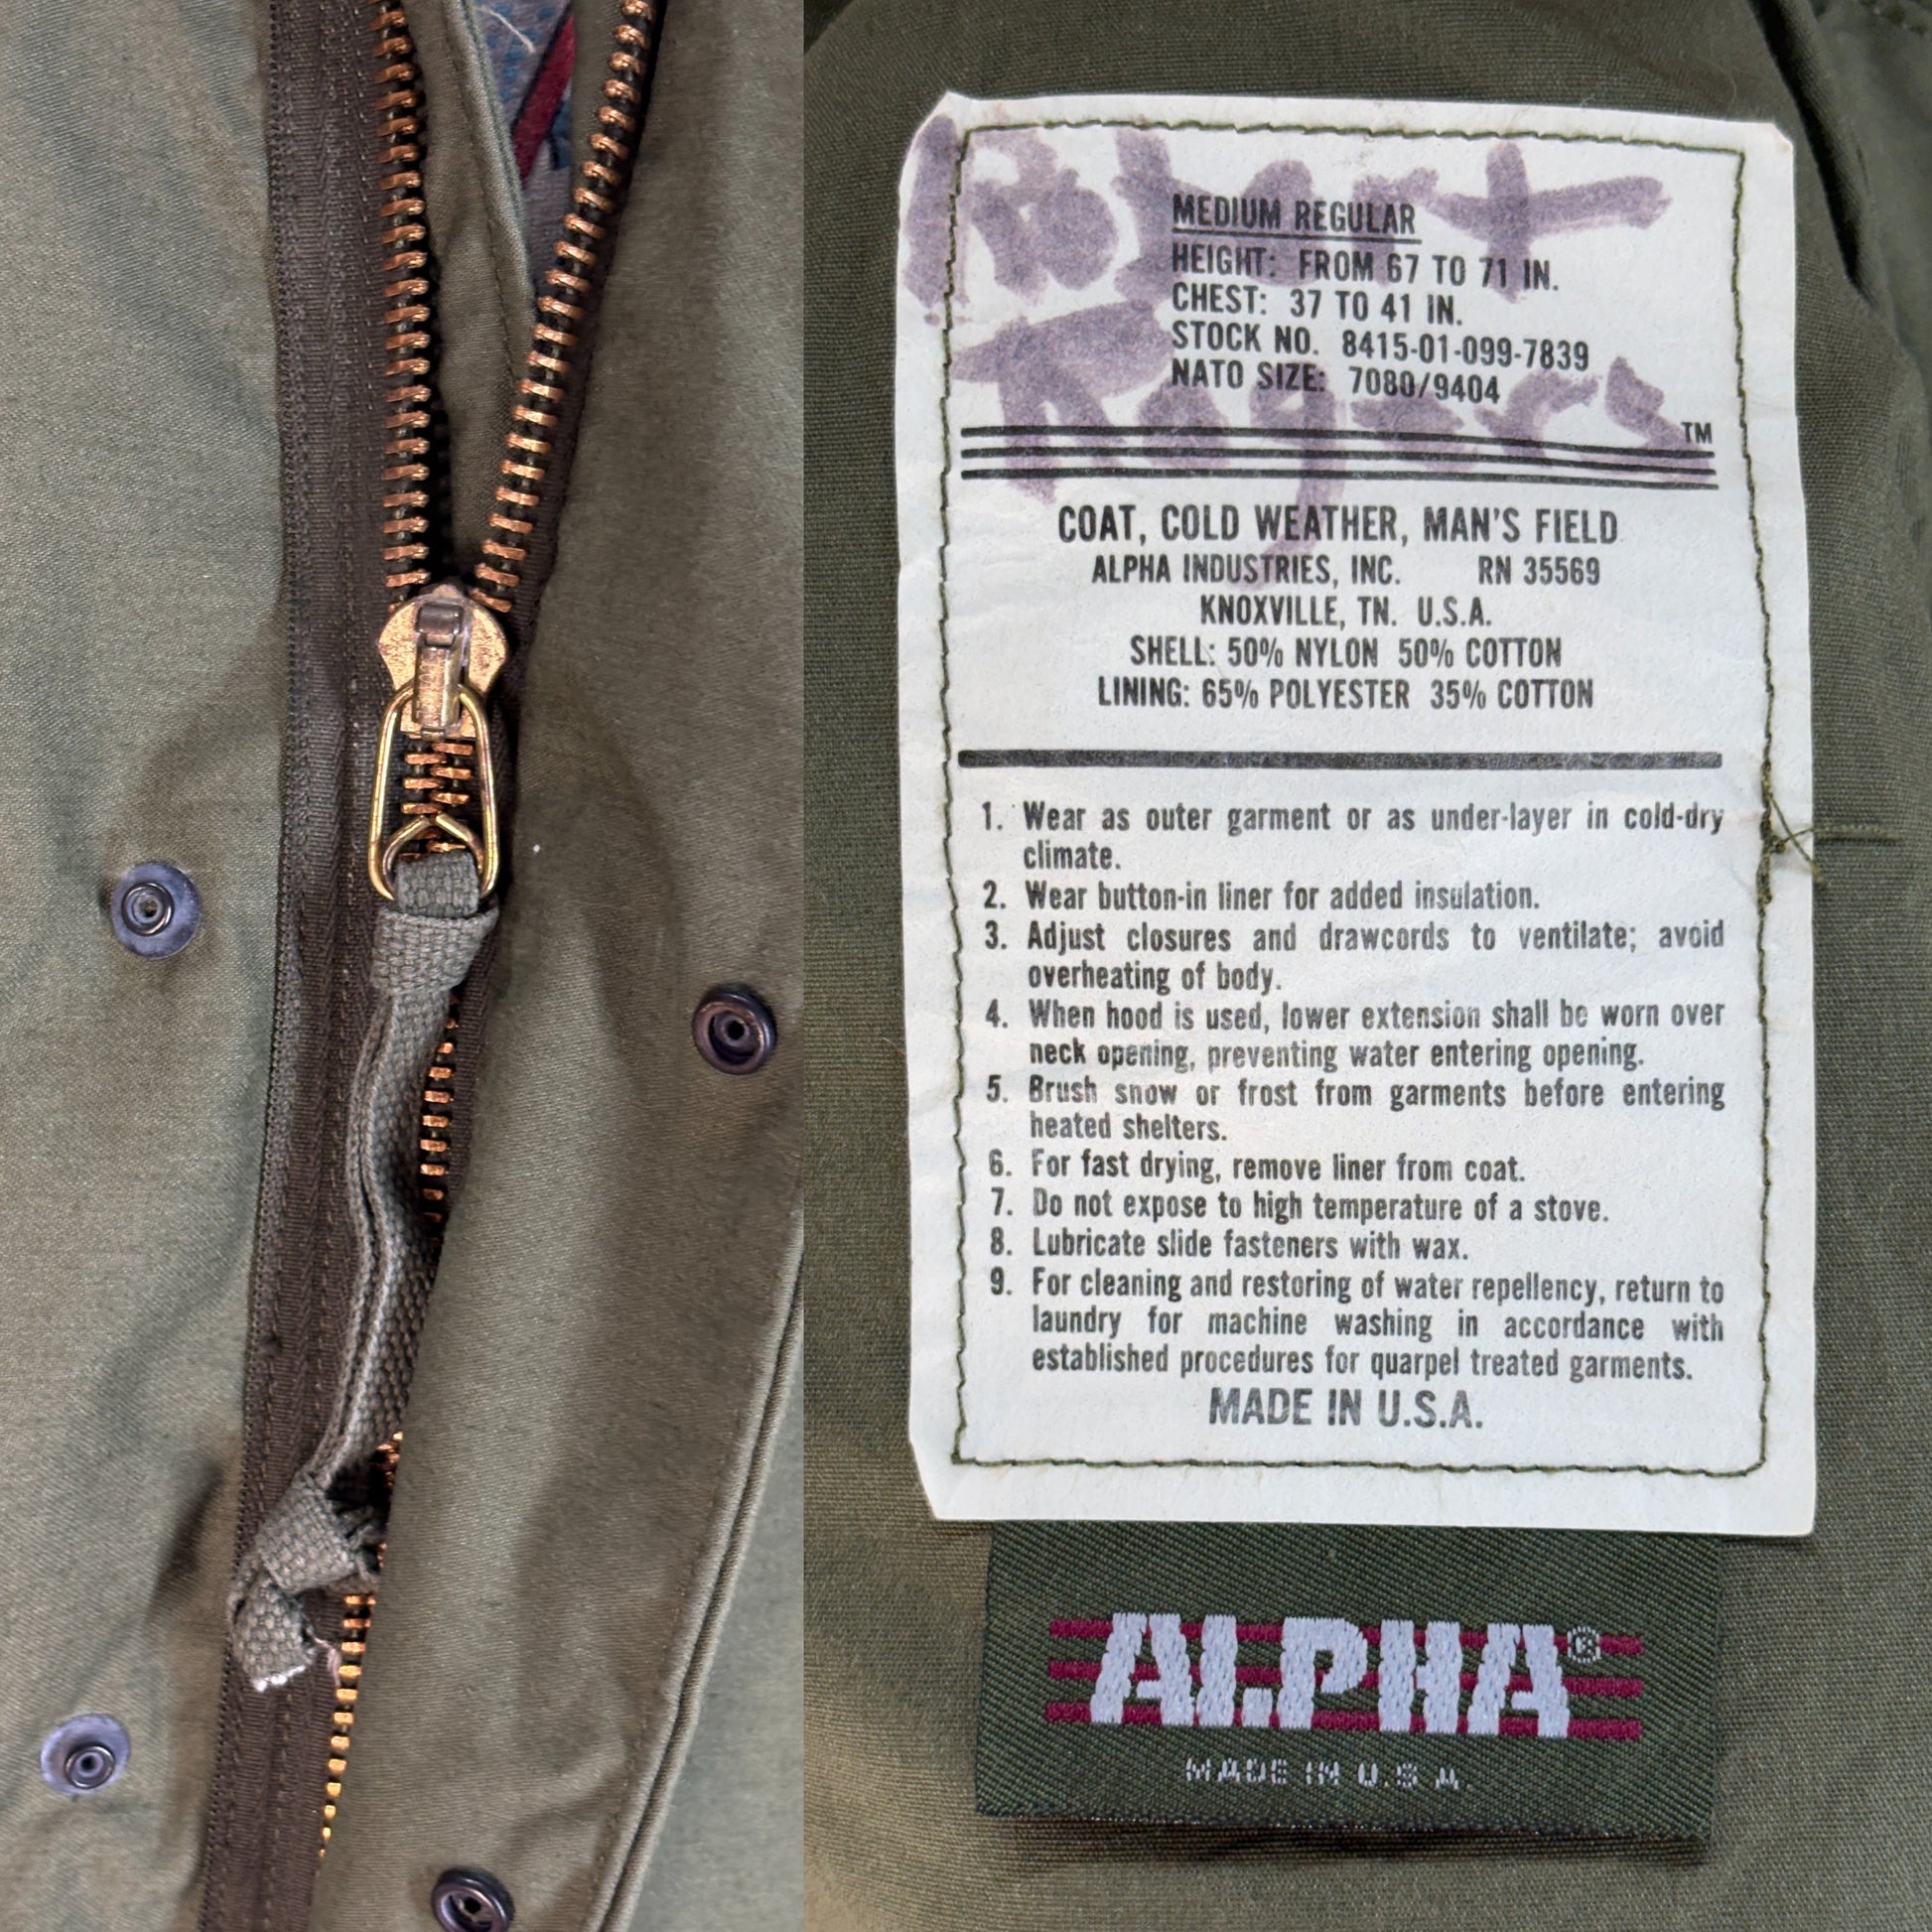 Robert
MEDIUM REGULAR
HEIGHT: FROM 67 TO 71 IN.
CHEST: 37 TO 41 IN.
STOCK NO. 8415-01-099-7839
NATO SIZE: 7080/9404
Rogers
TM
COAT, COLD WEATHER, MAN'S FIELD
ALPHA INDUSTRIES, INC. RN 35569
KNOXVILLE, TN. U.S.A.
SHELL: 50% NYLON 50% COTTON
LINING: 65% POLYESTER 35% COTTON
1. Wear as outer garment or as under-layer in cold-dry
climate.
2. Wear button-in liner for added insulation.
3. Adjust closures and drawcords to ventilate; avoid
overheating of body.
4. When hood is used, lower extension shall be worn over
neck opening, preventing water entering opening.
5. Brush snow or frost from garments before entering
heated shelters.
6. For fast drying, remove liner from coat.
7. Do not expose to high temperature of a stove.
8. Lubricate slide fasteners with wax.
9. For cleaning and restoring of water repellency, return to
laundry for machine washing in accordance with
established procedures for quarpel treated garments.
MADE IN U.S.A.
ALPHA®
MADE IN U.S.A.